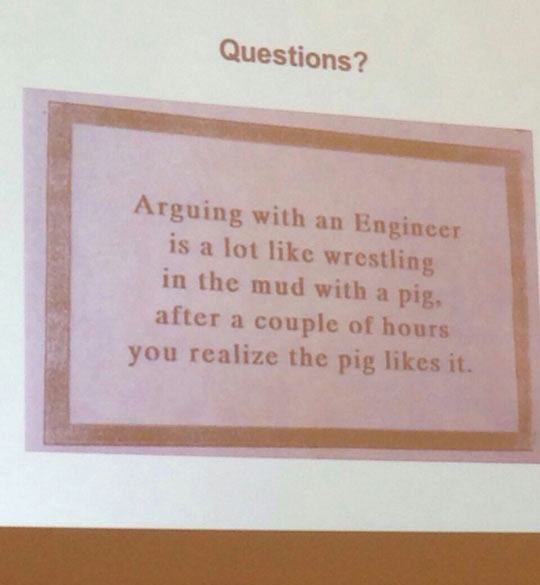 Questions?
Arguing with an Engineer
is a lot like wrestling
in the mud with a pig,
after a couple of hours
you realize the pig likes it.